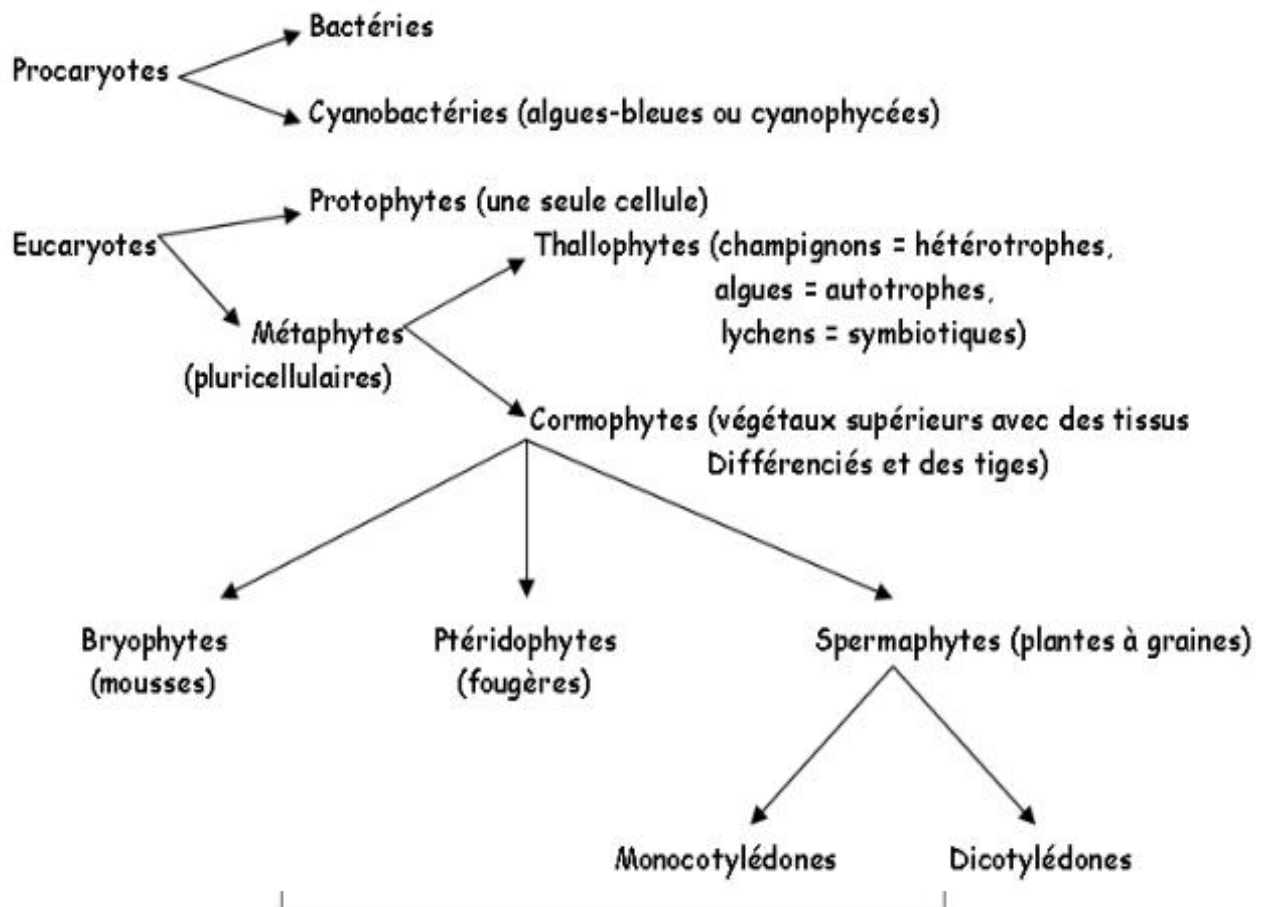 Bactéries
Procaryotes
Cyanobactéries (algues-bleues ou cyanophycées)
Protophytes (une seule cellule)
Eucaryotes
Thallophytes (champignons = hétérotrophes,
algues = autotrophes,
lychens = symbiotiques)
Métaphytes
(pluricellulaires)
Cormophytes (végétaux supérieurs avec des tissus
Différenciés et des tiges)
Bryophytes
(mousses)
Ptéridophytes
(fougères)
Spermaphytes (plantes à graines)
Monocotylédones
Dicotylédones